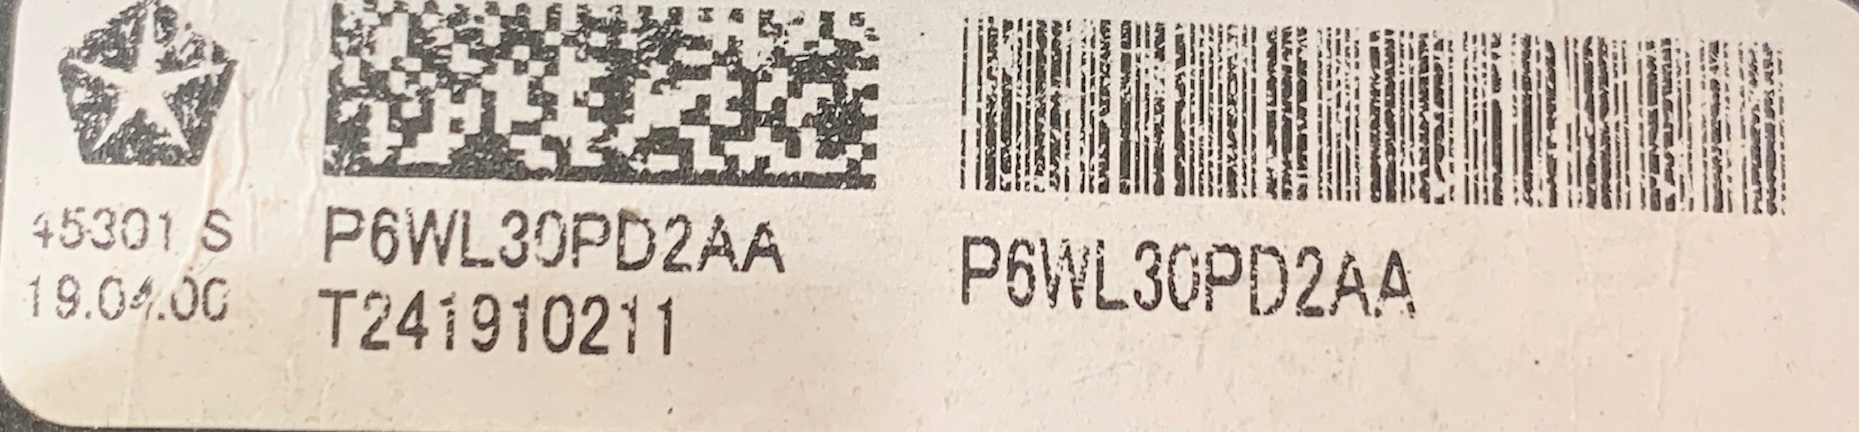 45301 S
19.04.00
P6WL30PD2AA
T241910211
P6WL30PD2AA